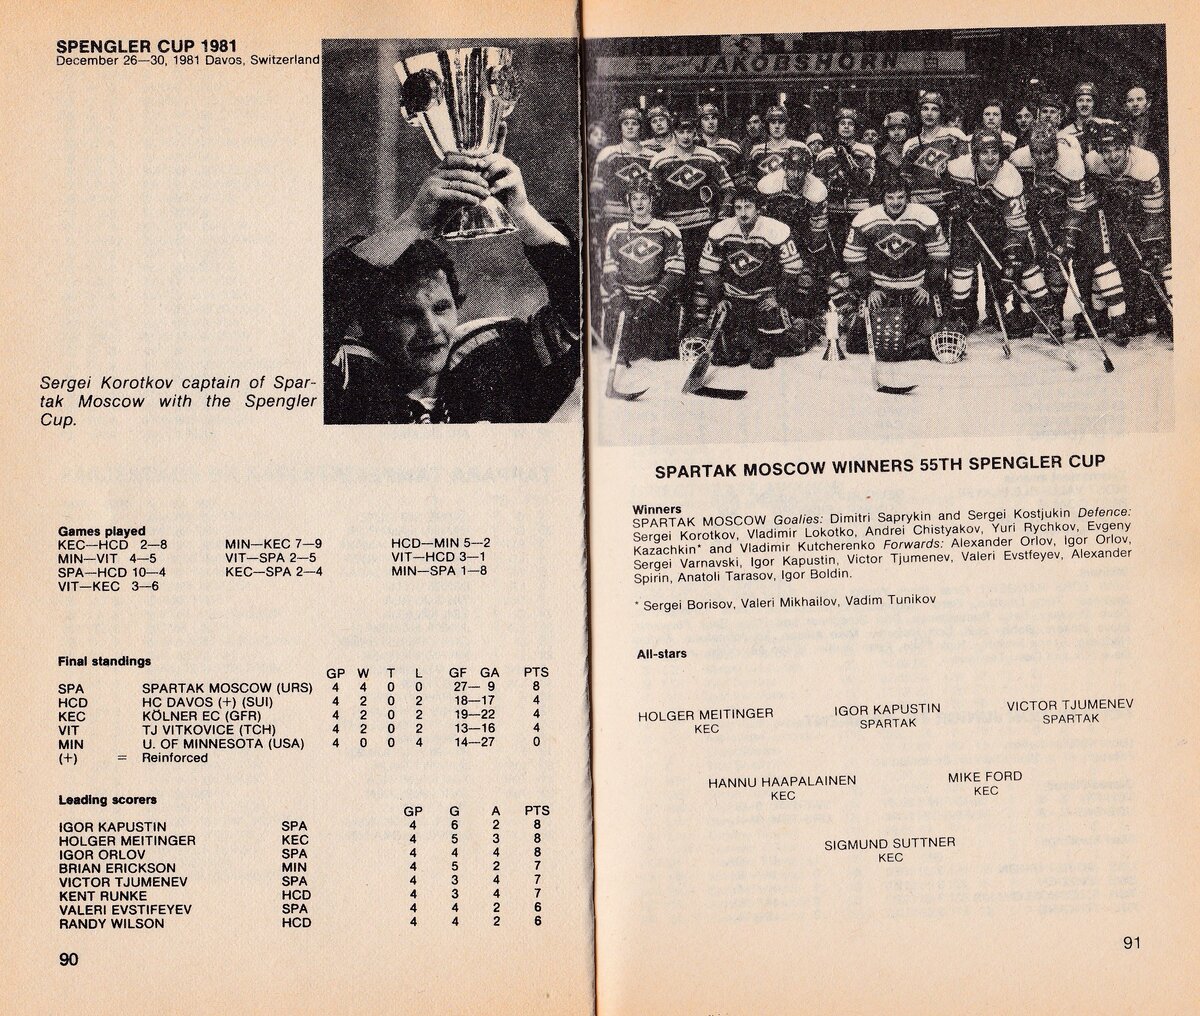 SPENGLER CUP 1981
December 26—30, 1981 Davos, Switzerland
Sergei Korotkov captain of Spar-
tak Moscow with the Spengler
Cup.
Games played
KEC—HCD 2—8 MIN—KEC 7—9 HCD—MIN 5—2
MIN—VIT 4—5 VIT—SPA 2—5 VIT—HCD 3—1
SPA—HCD 10—4 KEC—SPA 2—4 MIN—SPA 1—8
VIT—KEC 3—6
Final standings
GP W T L GF GA PTS
SPA SPARTAK MOSCOW (URS) 4 4 0 0 27— 9 8
HCD HC DAVOS (+) (SUI) 4 2 0 2 18—17 4
KEC KÖLNER EC (GFR) 4 2 0 2 19—22 4
VIT TJ VITKOVICE (TCH) 4 2 0 2 13—16 4
MIN U. OF MINNESOTA (USA) 4 0 0 4 14—27 0
(+) = Reinforced
Leading scorers
GP G A PTS
IGOR KAPUSTIN SPA 4 6 2 8
HOLGER MEITINGER KEC 4 5 3 8
IGOR ORLOV SPA 4 4 4 8
BRIAN ERICKSON MIN 4 5 2 7
VICTOR TJUMENEV SPA 4 3 4 7
KENT RUNKE HCD 4 3 4 7
VALERI EVSTIFEYEV SPA 4 4 2 6
RANDY WILSON HCD 4 4 2 6
90
JAKOBSHORN
30
SPARTAK MOSCOW WINNERS 55TH SPENGLER CUP
Winners
SPARTAK MOSCOW Goalies: Dimitri Saprykin and Sergei Kostjukin Defence:
Sergei Korotkov, Vladimir Lokotko, Andrei Chistyakov, Yuri Rychkov, Evgeny
Kazachkin* and Vladimir Kutcherenko Forwards: Alexander Orlov, Igor Orlov,
Sergei Varnavski, Igor Kapustin, Victor Tjumenev, Valeri Evstfeyev, Alexander
Spirin, Anatoli Tarasov, Igor Boldin.
* Sergei Borisov, Valeri Mikhailov, Vadim Tunikov
All-stars
HOLGER MEITINGER IGOR KAPUSTIN VICTOR TJUMENEV
KEC SPARTAK SPARTAK
HANNU HAAPALAINEN MIKE FORD
KEC KEC
SIGMUND SUTTNER
KEC
91